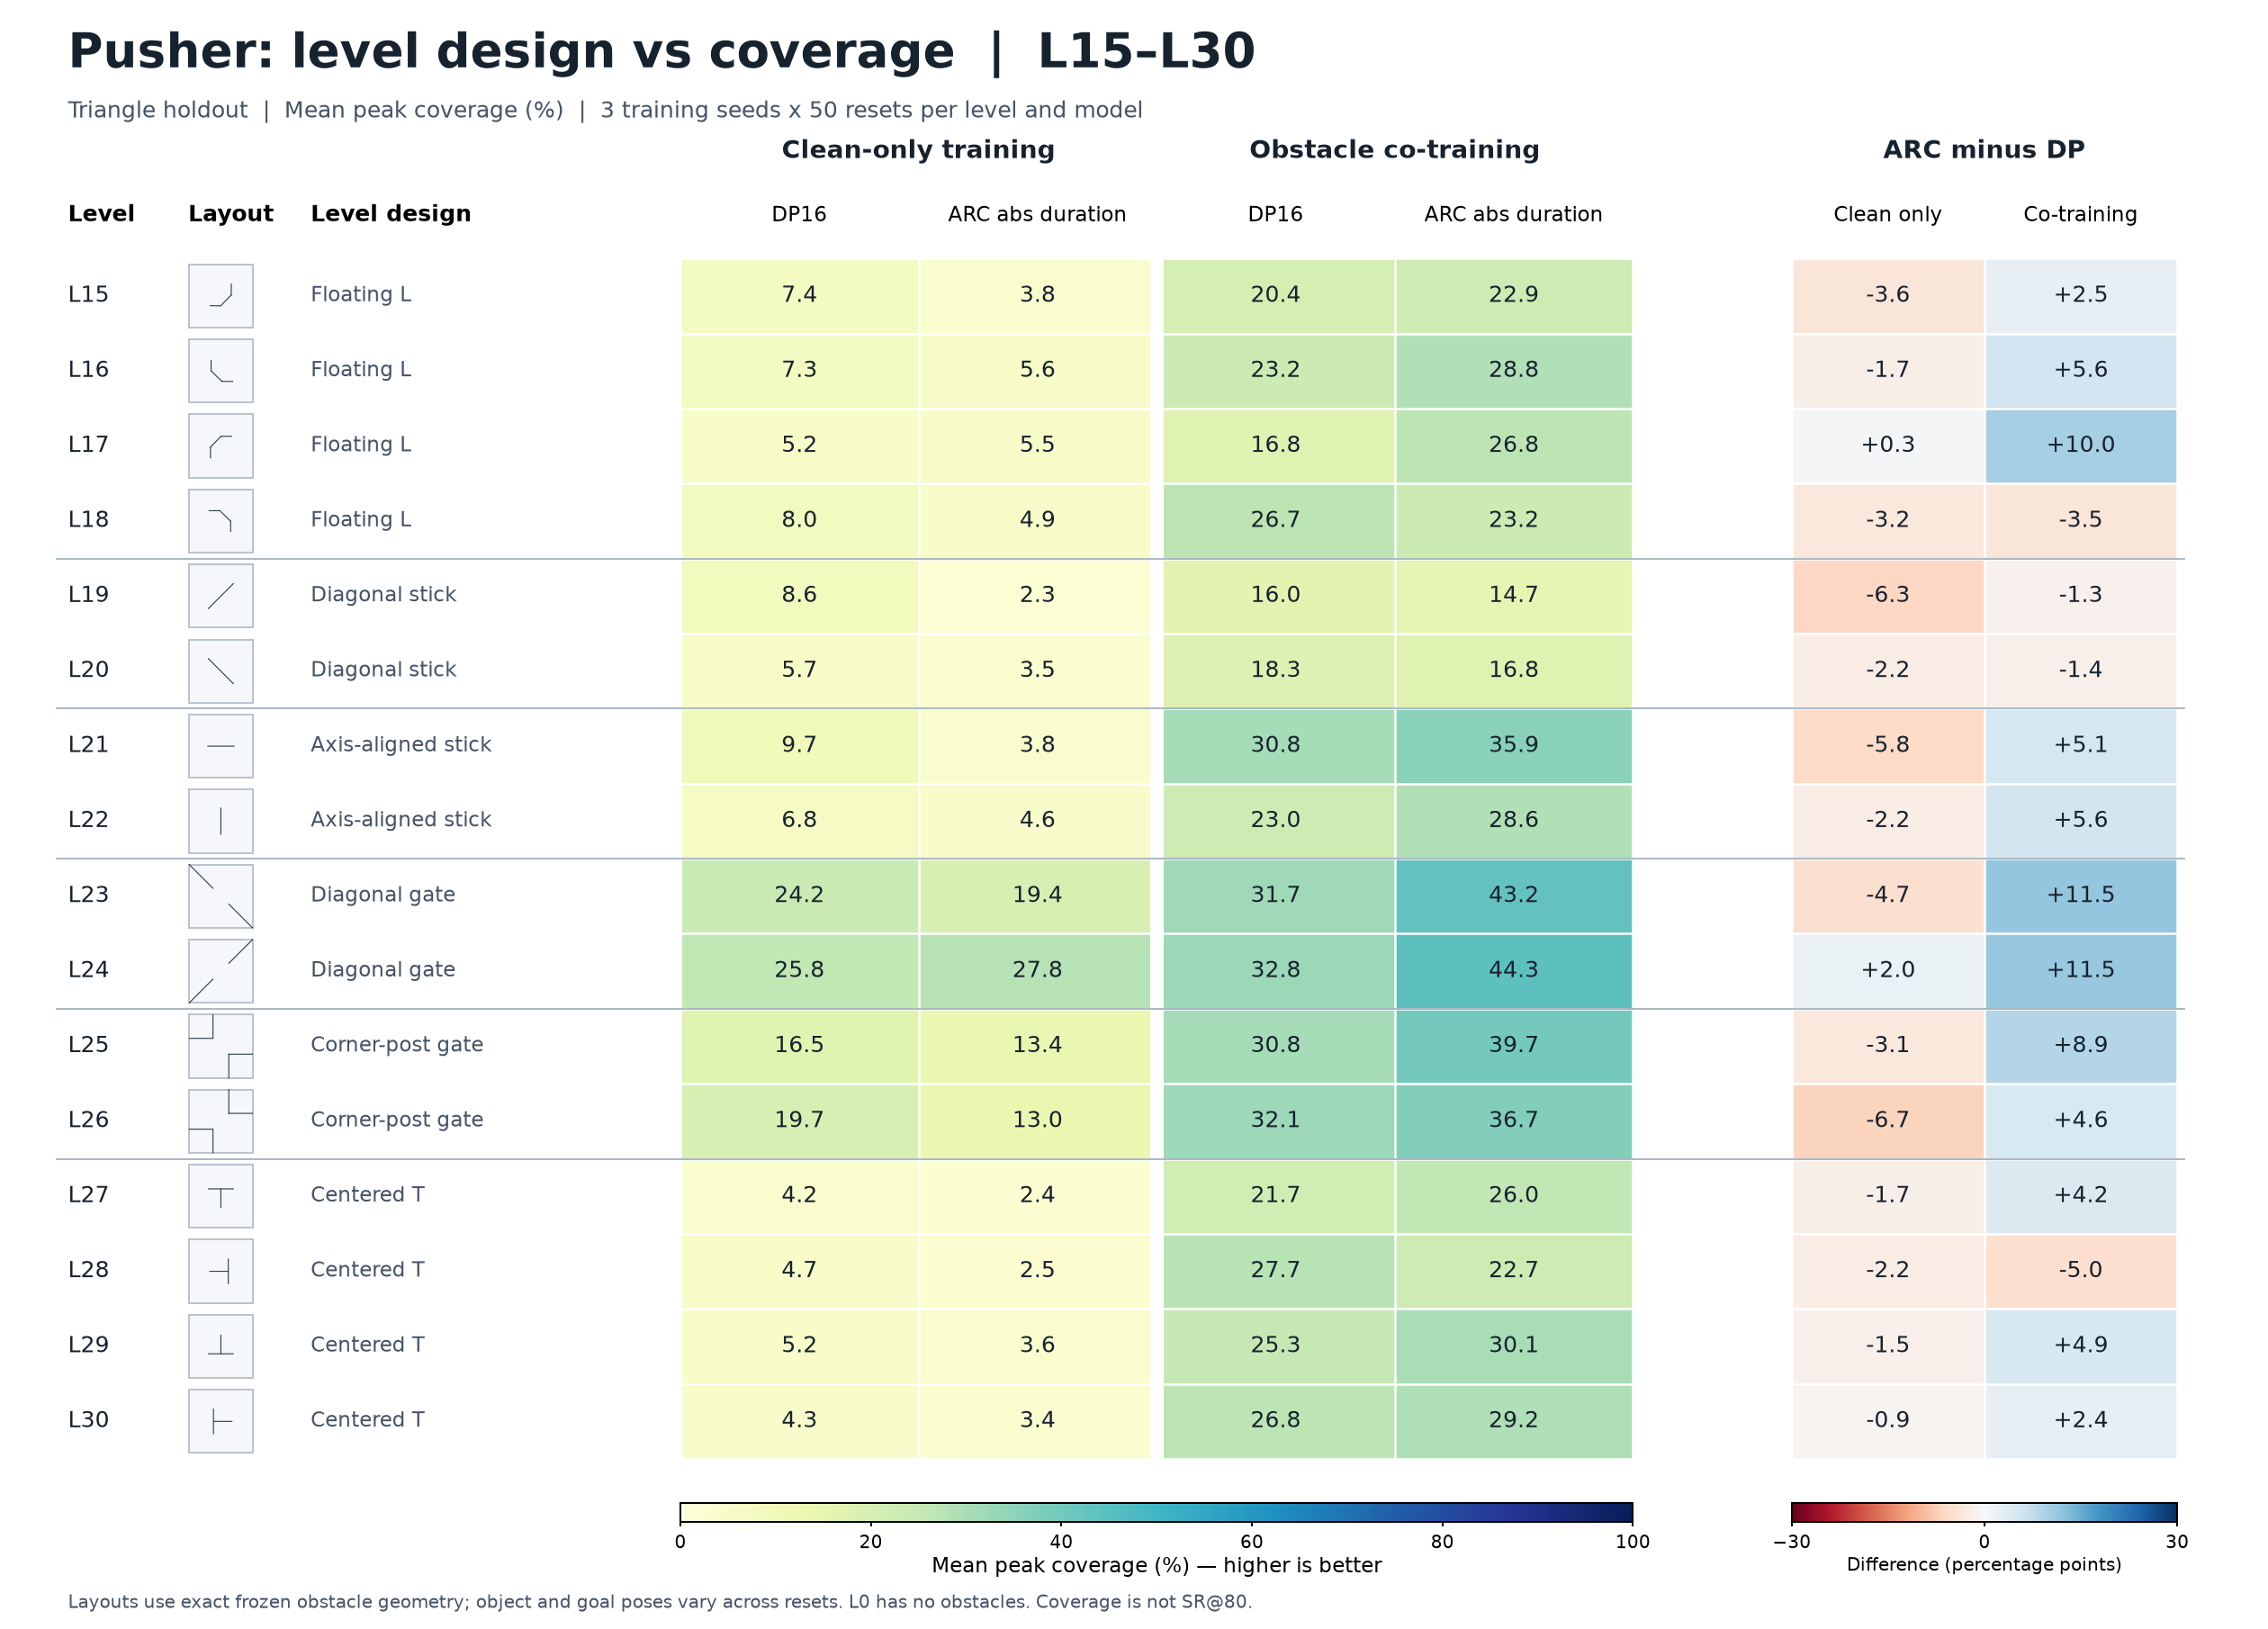 Pusher: level design vs coverage | L15–L30
Triangle holdout | Mean peak coverage (%) | 3 training seeds x 50 resets per level and model
Clean-only training Obstacle co-training ARC minus DP
Level Layout Level design DP16 ARC abs duration DP16 ARC abs duration Clean only Co-training
L15 Floating L 7.4 3.8 20.4 22.9 -3.6 +2.5
L16 Floating L 7.3 5.6 23.2 28.8 -1.7 +5.6
L17 Floating L 5.2 5.5 16.8 26.8 +0.3 +10.0
L18 Floating L 8.0 4.9 26.7 23.2 -3.2 -3.5
L19 Diagonal stick 8.6 2.3 16.0 14.7 -6.3 -1.3
L20 Diagonal stick 5.7 3.5 18.3 16.8 -2.2 -1.4
L21 Axis-aligned stick 9.7 3.8 30.8 35.9 -5.8 +5.1
L22 Axis-aligned stick 6.8 4.6 23.0 28.6 -2.2 +5.6
L23 Diagonal gate 24.2 19.4 31.7 43.2 -4.7 +11.5
L24 Diagonal gate 25.8 27.8 32.8 44.3 +2.0 +11.5
L25 Corner-post gate 16.5 13.4 30.8 39.7 -3.1 +8.9
L26 Corner-post gate 19.7 13.0 32.1 36.7 -6.7 +4.6
L27 Centered T 4.2 2.4 21.7 26.0 -1.7 +4.2
L28 Centered T 4.7 2.5 27.7 22.7 -2.2 -5.0
L29 Centered T 5.2 3.6 25.3 30.1 -1.5 +4.9
L30 Centered T 4.3 3.4 26.8 29.2 -0.9 +2.4
0 20 40 60 80 100 −30 0 30
Mean peak coverage (%) — higher is better Difference (percentage points)
Layouts use exact frozen obstacle geometry; object and goal poses vary across resets. L0 has no obstacles. Coverage is not SR@80.